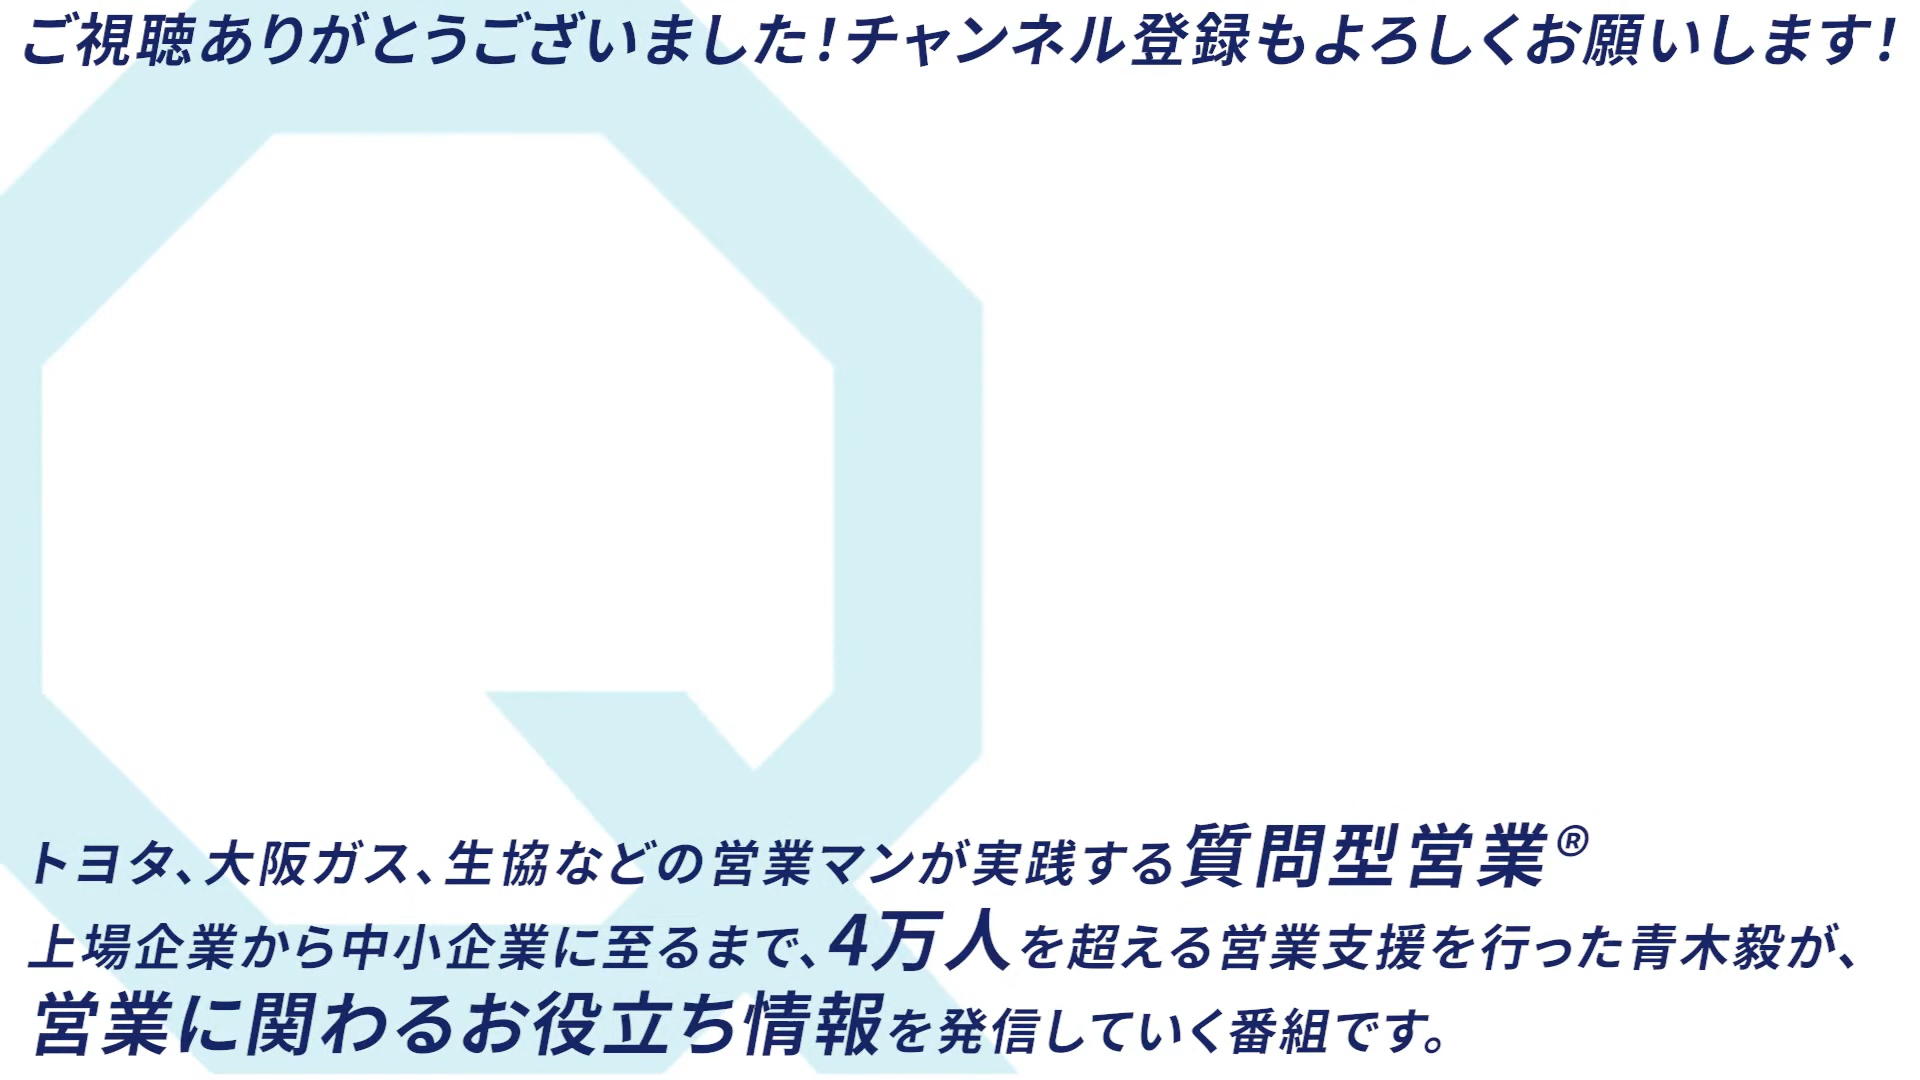 ご視聴ありがとうございました！チャンネル登録もよろしくお願いします！
トヨタ、大阪ガス、生協などの営業マンが実践する質問型営業®
上場企業から中小企業に至るまで、4万人を超える営業支援を行った青木毅が、
営業に関わるお役立ち情報を発信していく番組です。